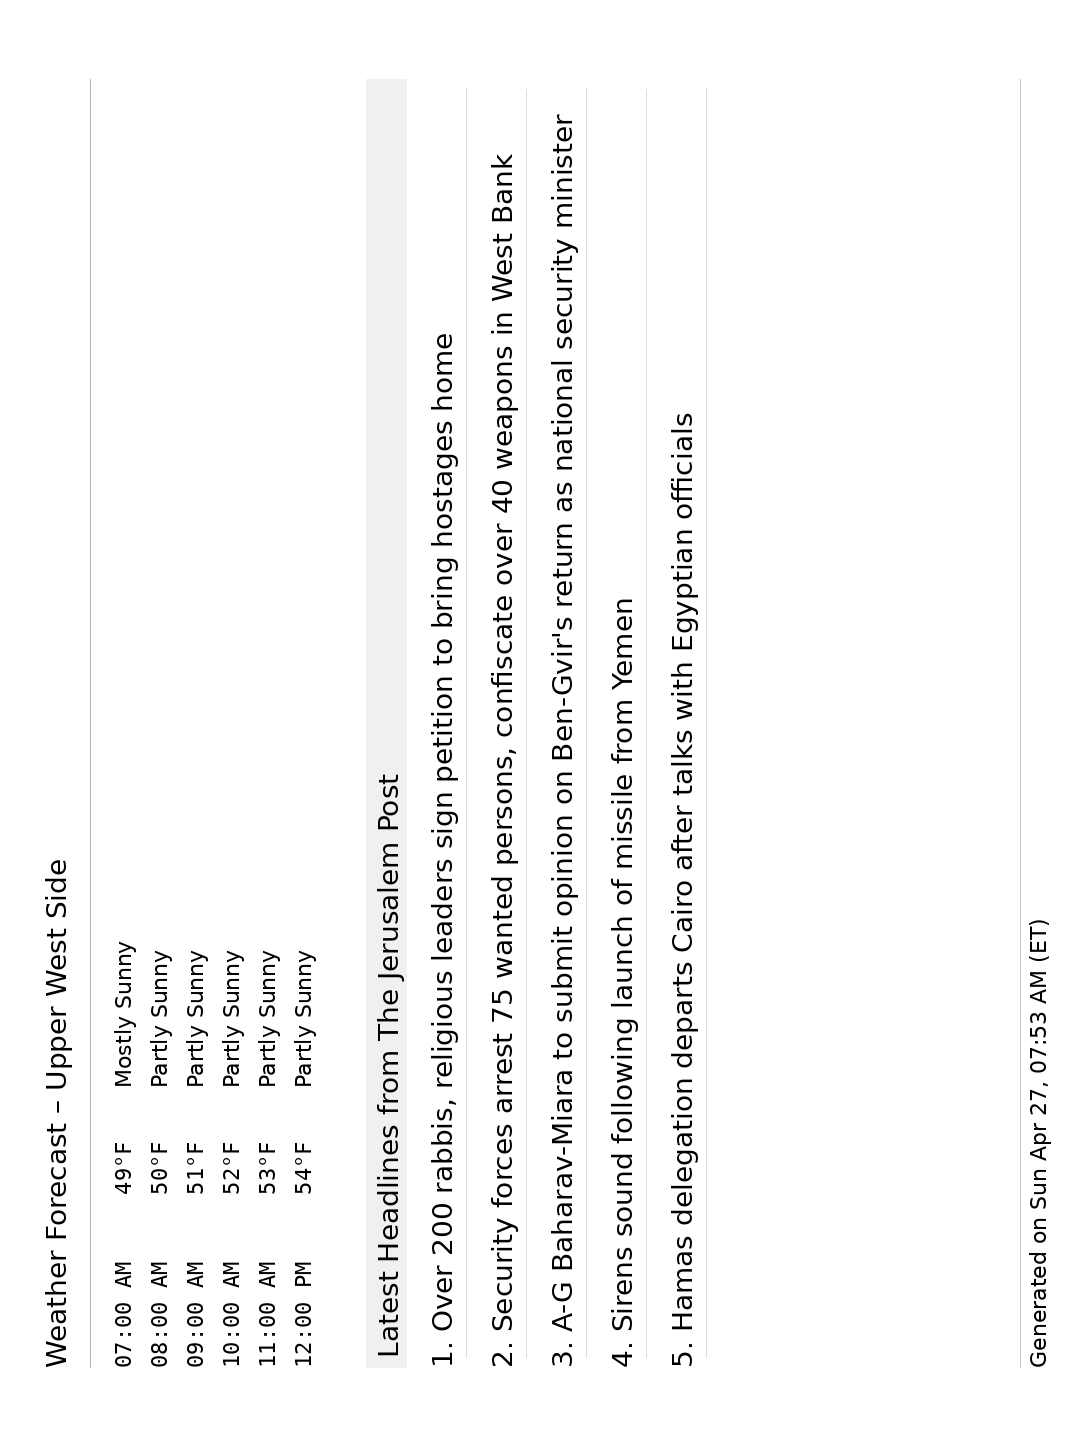 Weather Forecast – Upper West Side
07:00 AM 49°F Mostly Sunny
08:00 AM 50°F Partly Sunny
09:00 AM 51°F Partly Sunny
10:00 AM 52°F Partly Sunny
11:00 AM 53°F Partly Sunny
12:00 PM 54°F Partly Sunny
Latest Headlines from The Jerusalem Post
1. Over 200 rabbis, religious leaders sign petition to bring hostages home
2. Security forces arrest 75 wanted persons, confiscate over 40 weapons in West Bank
3. A-G Baharav-Miara to submit opinion on Ben-Gvir's return as national security minister
4. Sirens sound following launch of missile from Yemen
5. Hamas delegation departs Cairo after talks with Egyptian officials
Generated on Sun Apr 27, 07:53 AM (ET)